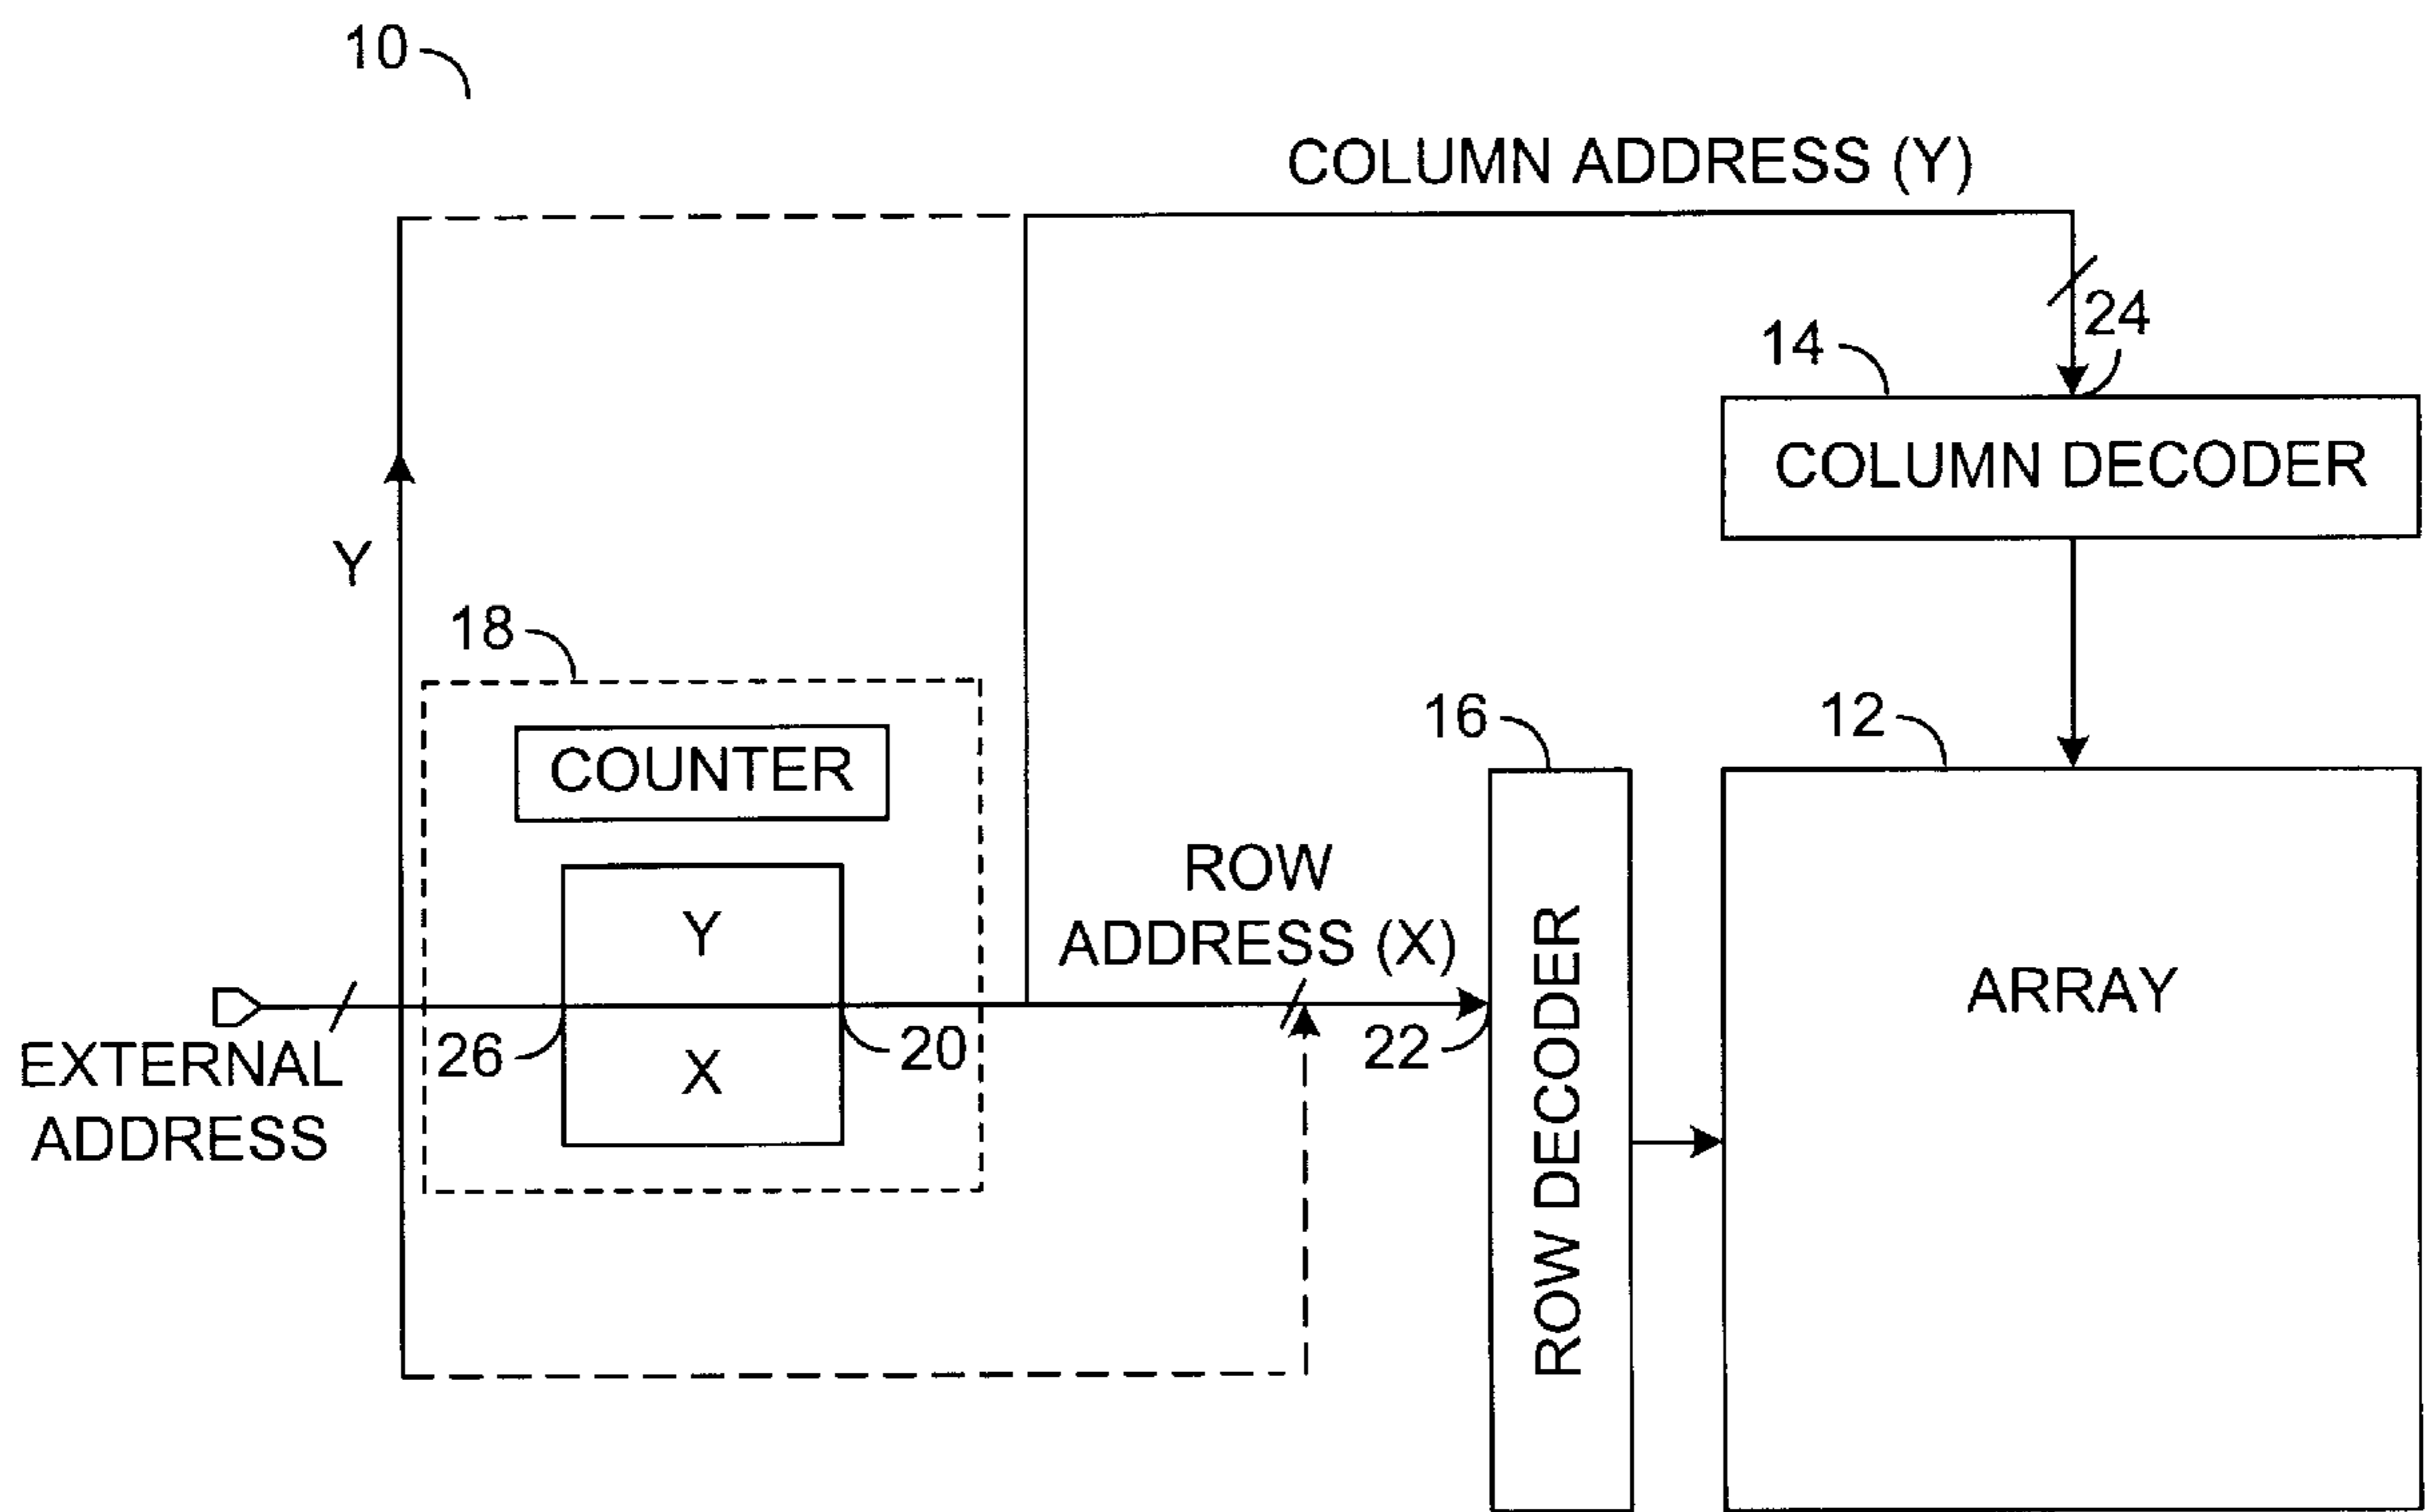 10
COLUMN ADDRESS (Y)
24
14
COLUMN DECODER
Y
18
COUNTER
16
12
ROW
ADDRESS (X)
Y
X
26
20
22
EXTERNAL
ADDRESS
ROW DECODER
ARRAY